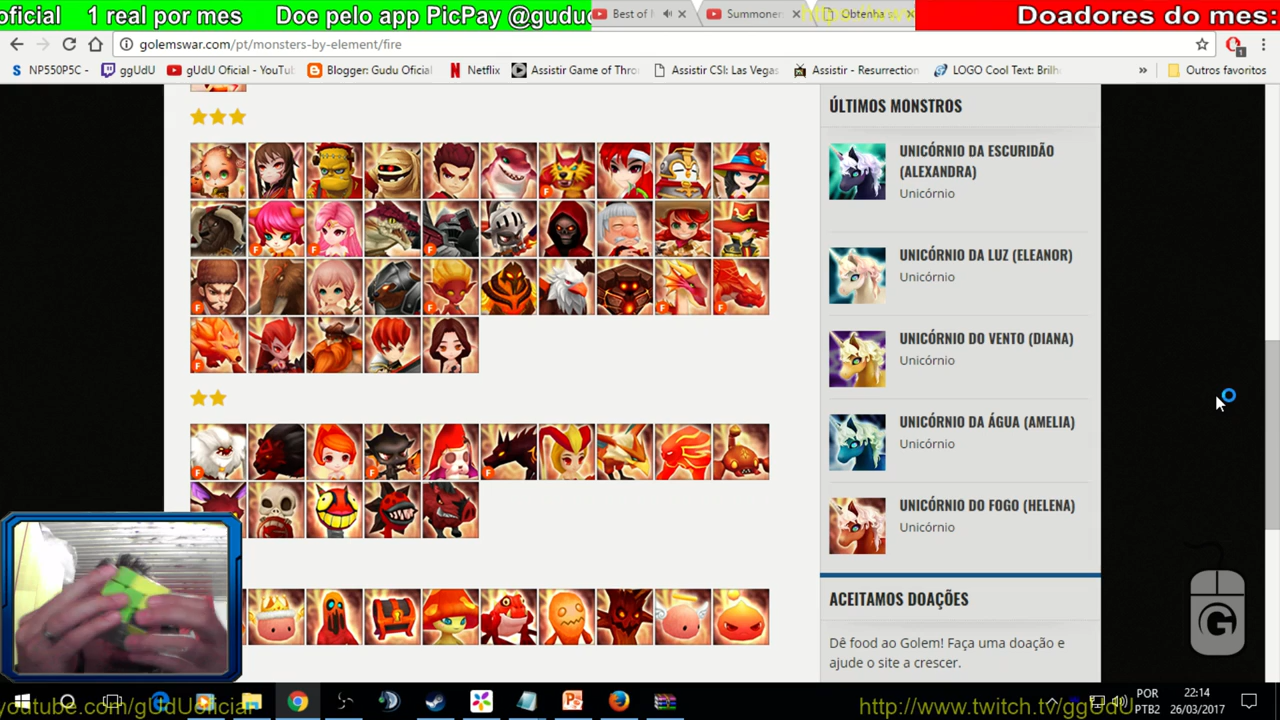 oficial 1 real por mes Doe pelo app PicPay @gudu
Best of
Summoner
Obtenha s
Doadores do mes:
golemswar.com/pt/monsters-by-element/fire
1
NP550P5C - ggUdU gUdU Oficial - YouTu Blogger: Gudu Oficial Netflix Assistir Game of Thro Assistir CSI: Las Vegas Assistir - Resurrection LOGO Cool Text: Brilh » Outros favoritos
ÚLTIMOS MONSTROS
UNICÓRNIO DA ESCURIDÃO
(ALEXANDRA)
Unicórnio
UNICÓRNIO DA LUZ (ELEANOR)
Unicórnio
UNICÓRNIO DO VENTO (DIANA)
Unicórnio
UNICÓRNIO DA ÁGUA (AMELIA)
Unicórnio
UNICÓRNIO DO FOGO (HELENA)
Unicórnio
ACEITAMOS DOAÇÕES
Dê food ao Golem! Faça uma doação e
ajude o site a crescer.
G
POR
PTB2
22:14
26/03/2017
youtube.com/gUdUoficial
http://www.twitch.tv/ggUdU